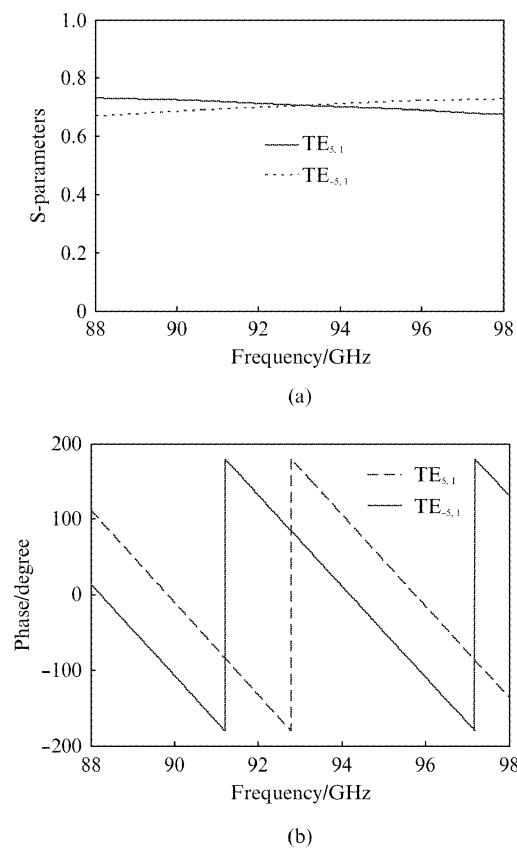 1.0
0.8
0.6
0.4
0.2
0
S-parameters
TE5, 1
TE-5, 1
88 90 92 94 96 98
Frequency/GHz
(a)
200
100
0
-100
-200
Phase/degree
TE5, 1
TE-5, 1
88 90 92 94 96 98
Frequency/GHz
(b)